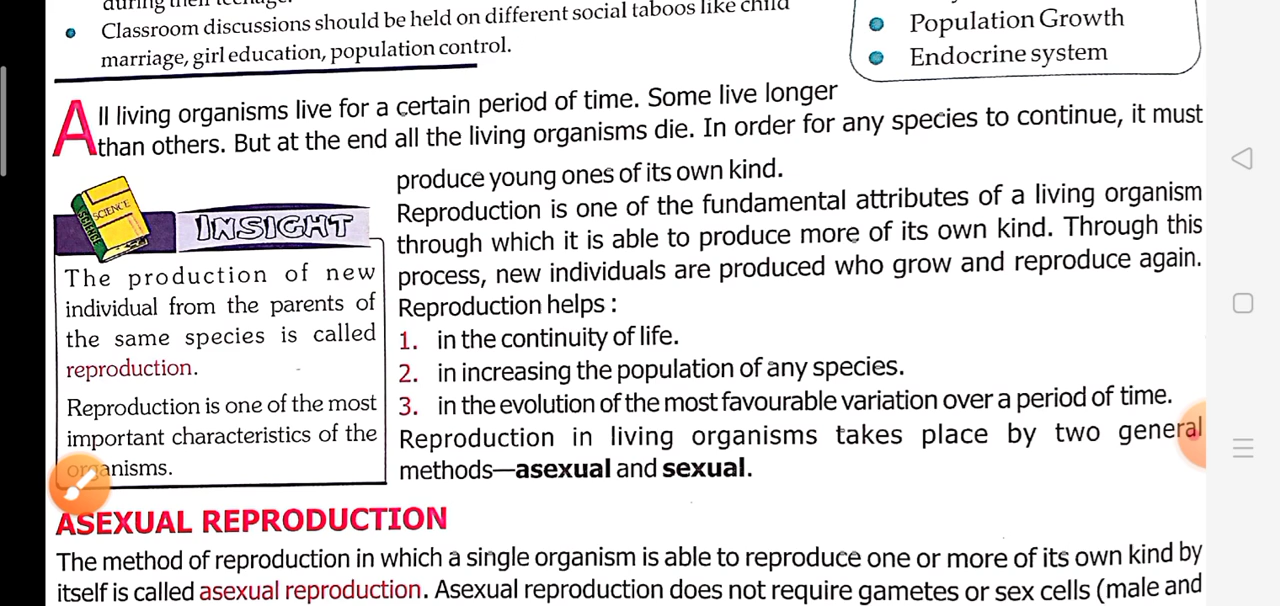 Classroom discussions should be held on different social taboos like child
marriage, girl education, population control.
Population Growth
Endocrine system
All living organisms live for a certain period of time. Some live longer
than others. But at the end all the living organisms die. In order for any species to continue, it must
produce young ones of its own kind.
SCIENCE
SCIENCE
INSIGHT
The production of new
individual from the parents of
the same species is called
reproduction.
Reproduction is one of the most
important characteristics of the
organisms.
Reproduction is one of the fundamental attributes of a living organism
through which it is able to produce more of its own kind. Through this
process, new individuals are produced who grow and reproduce again.
Reproduction helps :
1. in the continuity of life.
2. in increasing the population of any species.
3. in the evolution of the most favourable variation over a period of time.
Reproduction in living organisms takes place by two general
methods—asexual and sexual.
ASEXUAL REPRODUCTION
The method of reproduction in which a single organism is able to reproduce one or more of its own kind by
itself is called asexual reproduction. Asexual reproduction does not require gametes or sex cells (male and